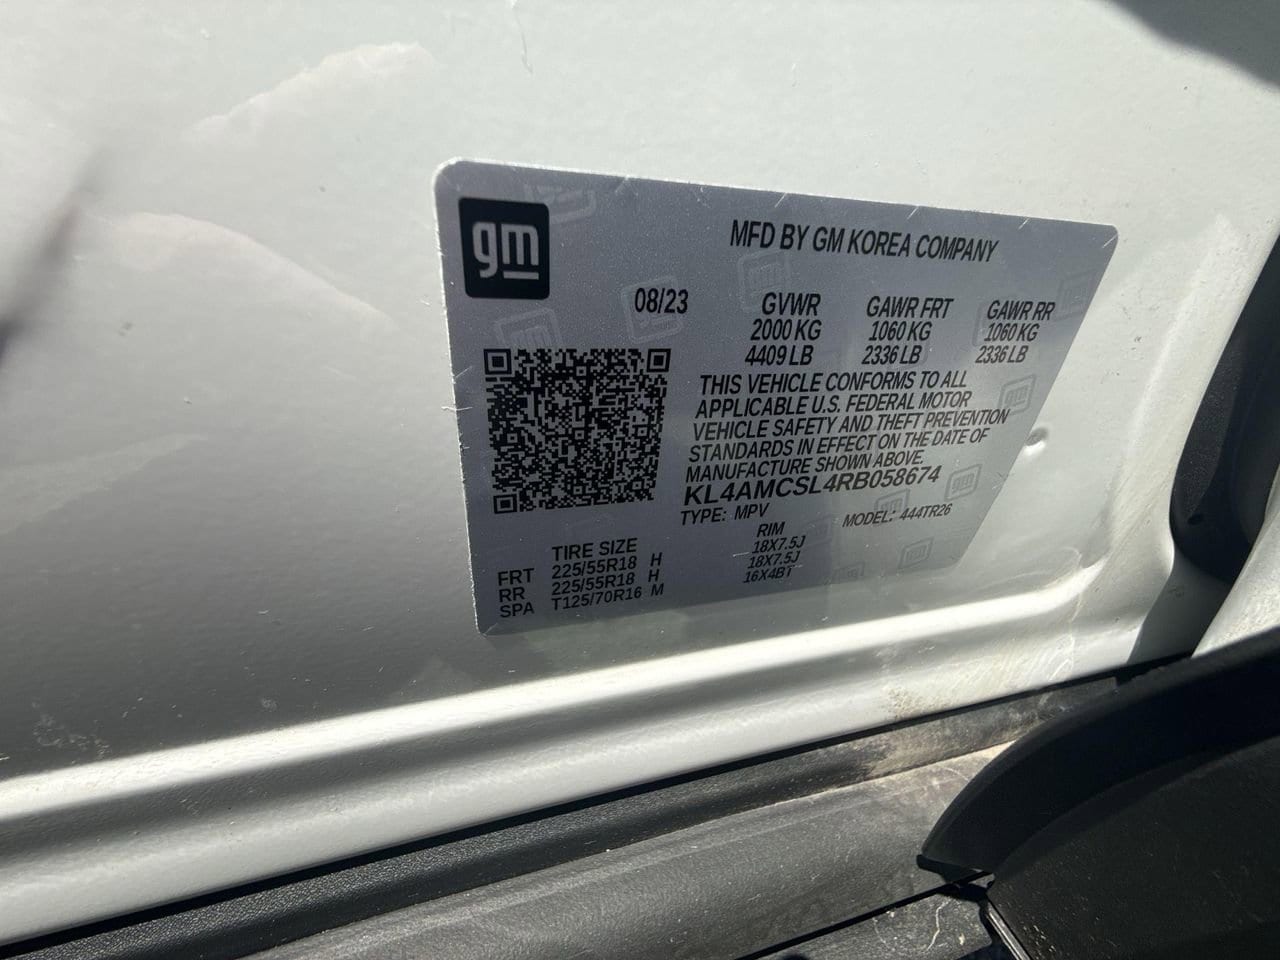 gm
MFD BY GM KOREA COMPANY
08/23 GVWR GAWR FRT GAWR RR
2000 KG 1060 KG 1060 KG
4409 LB 2336 LB 2336 LB
THIS VEHICLE CONFORMS TO ALL
APPLICABLE U.S. FEDERAL MOTOR
VEHICLE SAFETY AND THEFT PREVENTION
STANDARDS IN EFFECT ON THE DATE OF
MANUFACTURE SHOWN ABOVE.
KL4AMCSL4RB058674
TYPE: MPV MODEL: 444TR26
TIRE SIZE RIM
FRT 225/55R18 H 18X7.5J
RR 225/55R18 H 18X7.5J
SPA T125/70R16 M 16X4BT